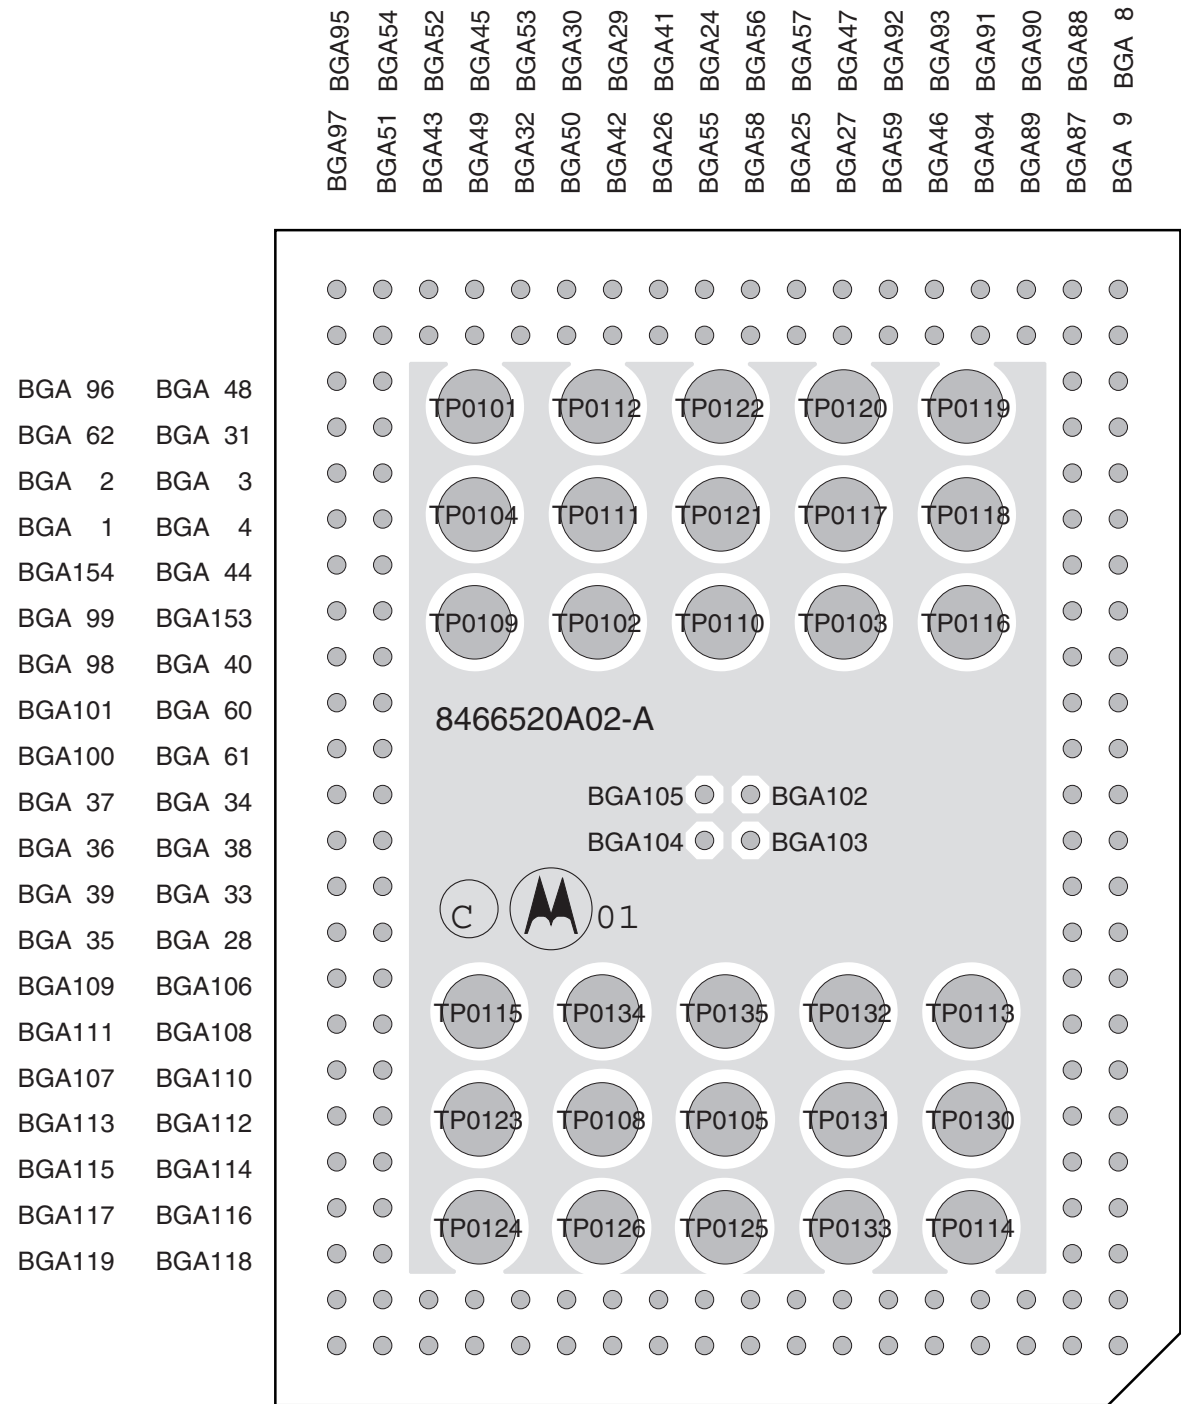 BGA95 BGA54 BGA52 BGA45 BGA53 BGA30 BGA29 BGA41 BGA24 BGA56 BGA57 BGA47 BGA92 BGA93 BGA91 BGA90 BGA88 BGA 8
BGA97 BGA51 BGA43 BGA49 BGA32 BGA50 BGA42 BGA26 BGA55 BGA58 BGA25 BGA27 BGA59 BGA46 BGA94 BGA89 BGA87 BGA 9
BGA 96 BGA 48
BGA 62 BGA 31
BGA 2 BGA 3
BGA 1 BGA 4
BGA154 BGA 44
BGA 99 BGA153
BGA 98 BGA 40
BGA101 BGA 60
BGA100 BGA 61
BGA 37 BGA 34
BGA 36 BGA 38
BGA 39 BGA 33
BGA 35 BGA 28
BGA109 BGA106
BGA111 BGA108
BGA107 BGA110
BGA113 BGA112
BGA115 BGA114
BGA117 BGA116
BGA119 BGA118
TP0101 TP0112 TP0122 TP0120 TP0119
TP0104 TP0111 TP0121 TP0117 TP0118
TP0109 TP0102 TP0110 TP0103 TP0116
8466520A02-A
BGA105 BGA102
BGA104 BGA103
C 01
TP0115 TP0134 TP0135 TP0132 TP0113
TP0123 TP0108 TP0105 TP0131 TP0130
TP0124 TP0126 TP0125 TP0133 TP0114